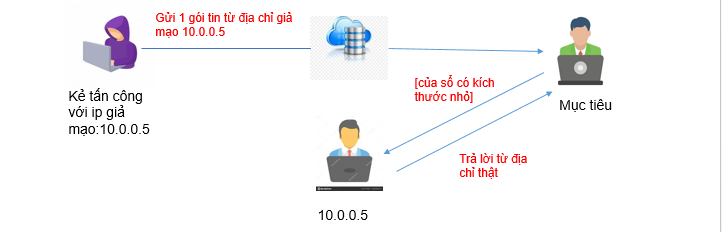 Gửi 1 gói tin từ địa chỉ giả
mạo 10.0.0.5
[của sổ có kích
thước nhỏ]
Kẻ tấn công
với ip giả
mạo:10.0.0.5
Mục tiêu
Trả lời từ địa
chỉ thật
10.0.0.5